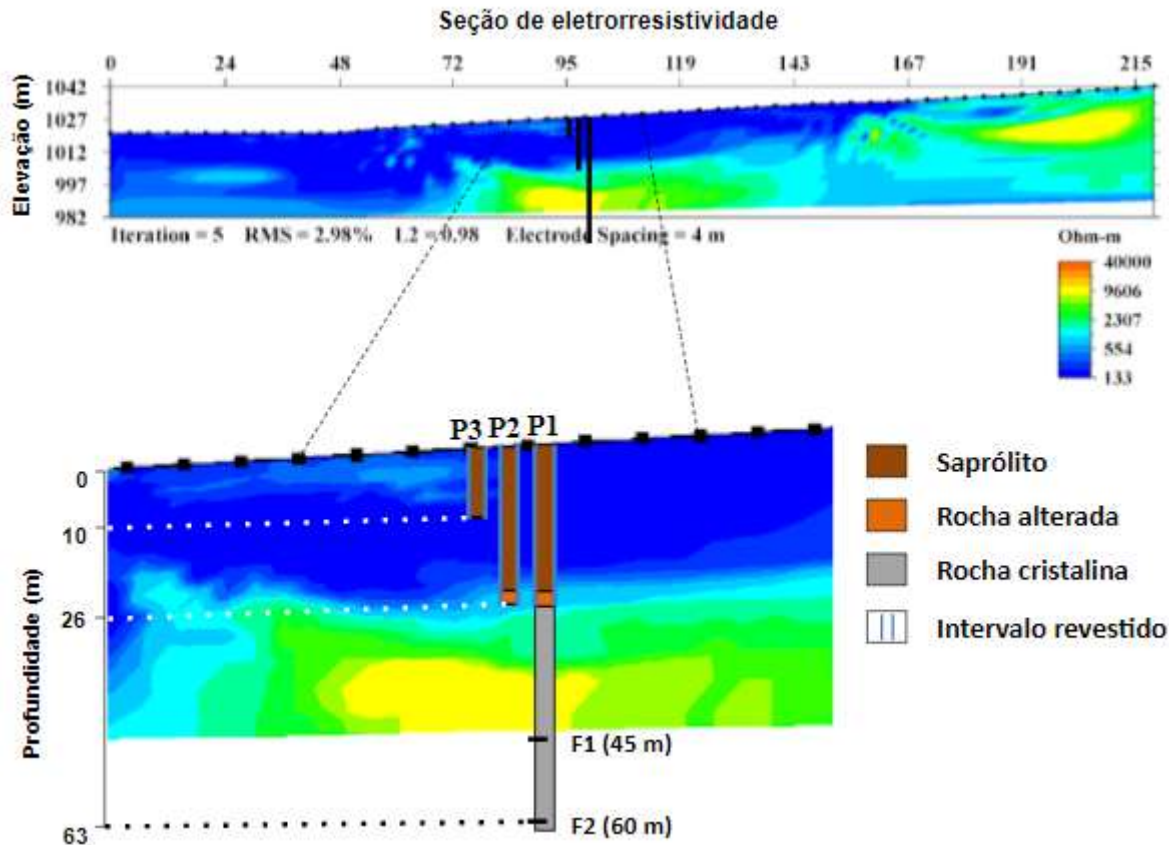 Seção de eletrorresistividade
0 24 48 72 95 119 143 167 191 215
Elevação (m)
1042
1027
1012
997
982
Iteration = 5 RMS = 2.98% L2 = 0.98 Electrode Spacing = 4 m
Ohm-m
40000
9606
2307
554
133
P3 P2 P1
Profundidade (m)
0
10
26
63
F1 (45 m)
F2 (60 m)
Saprólito
Rocha alterada
Rocha cristalina
Intervalo revestido